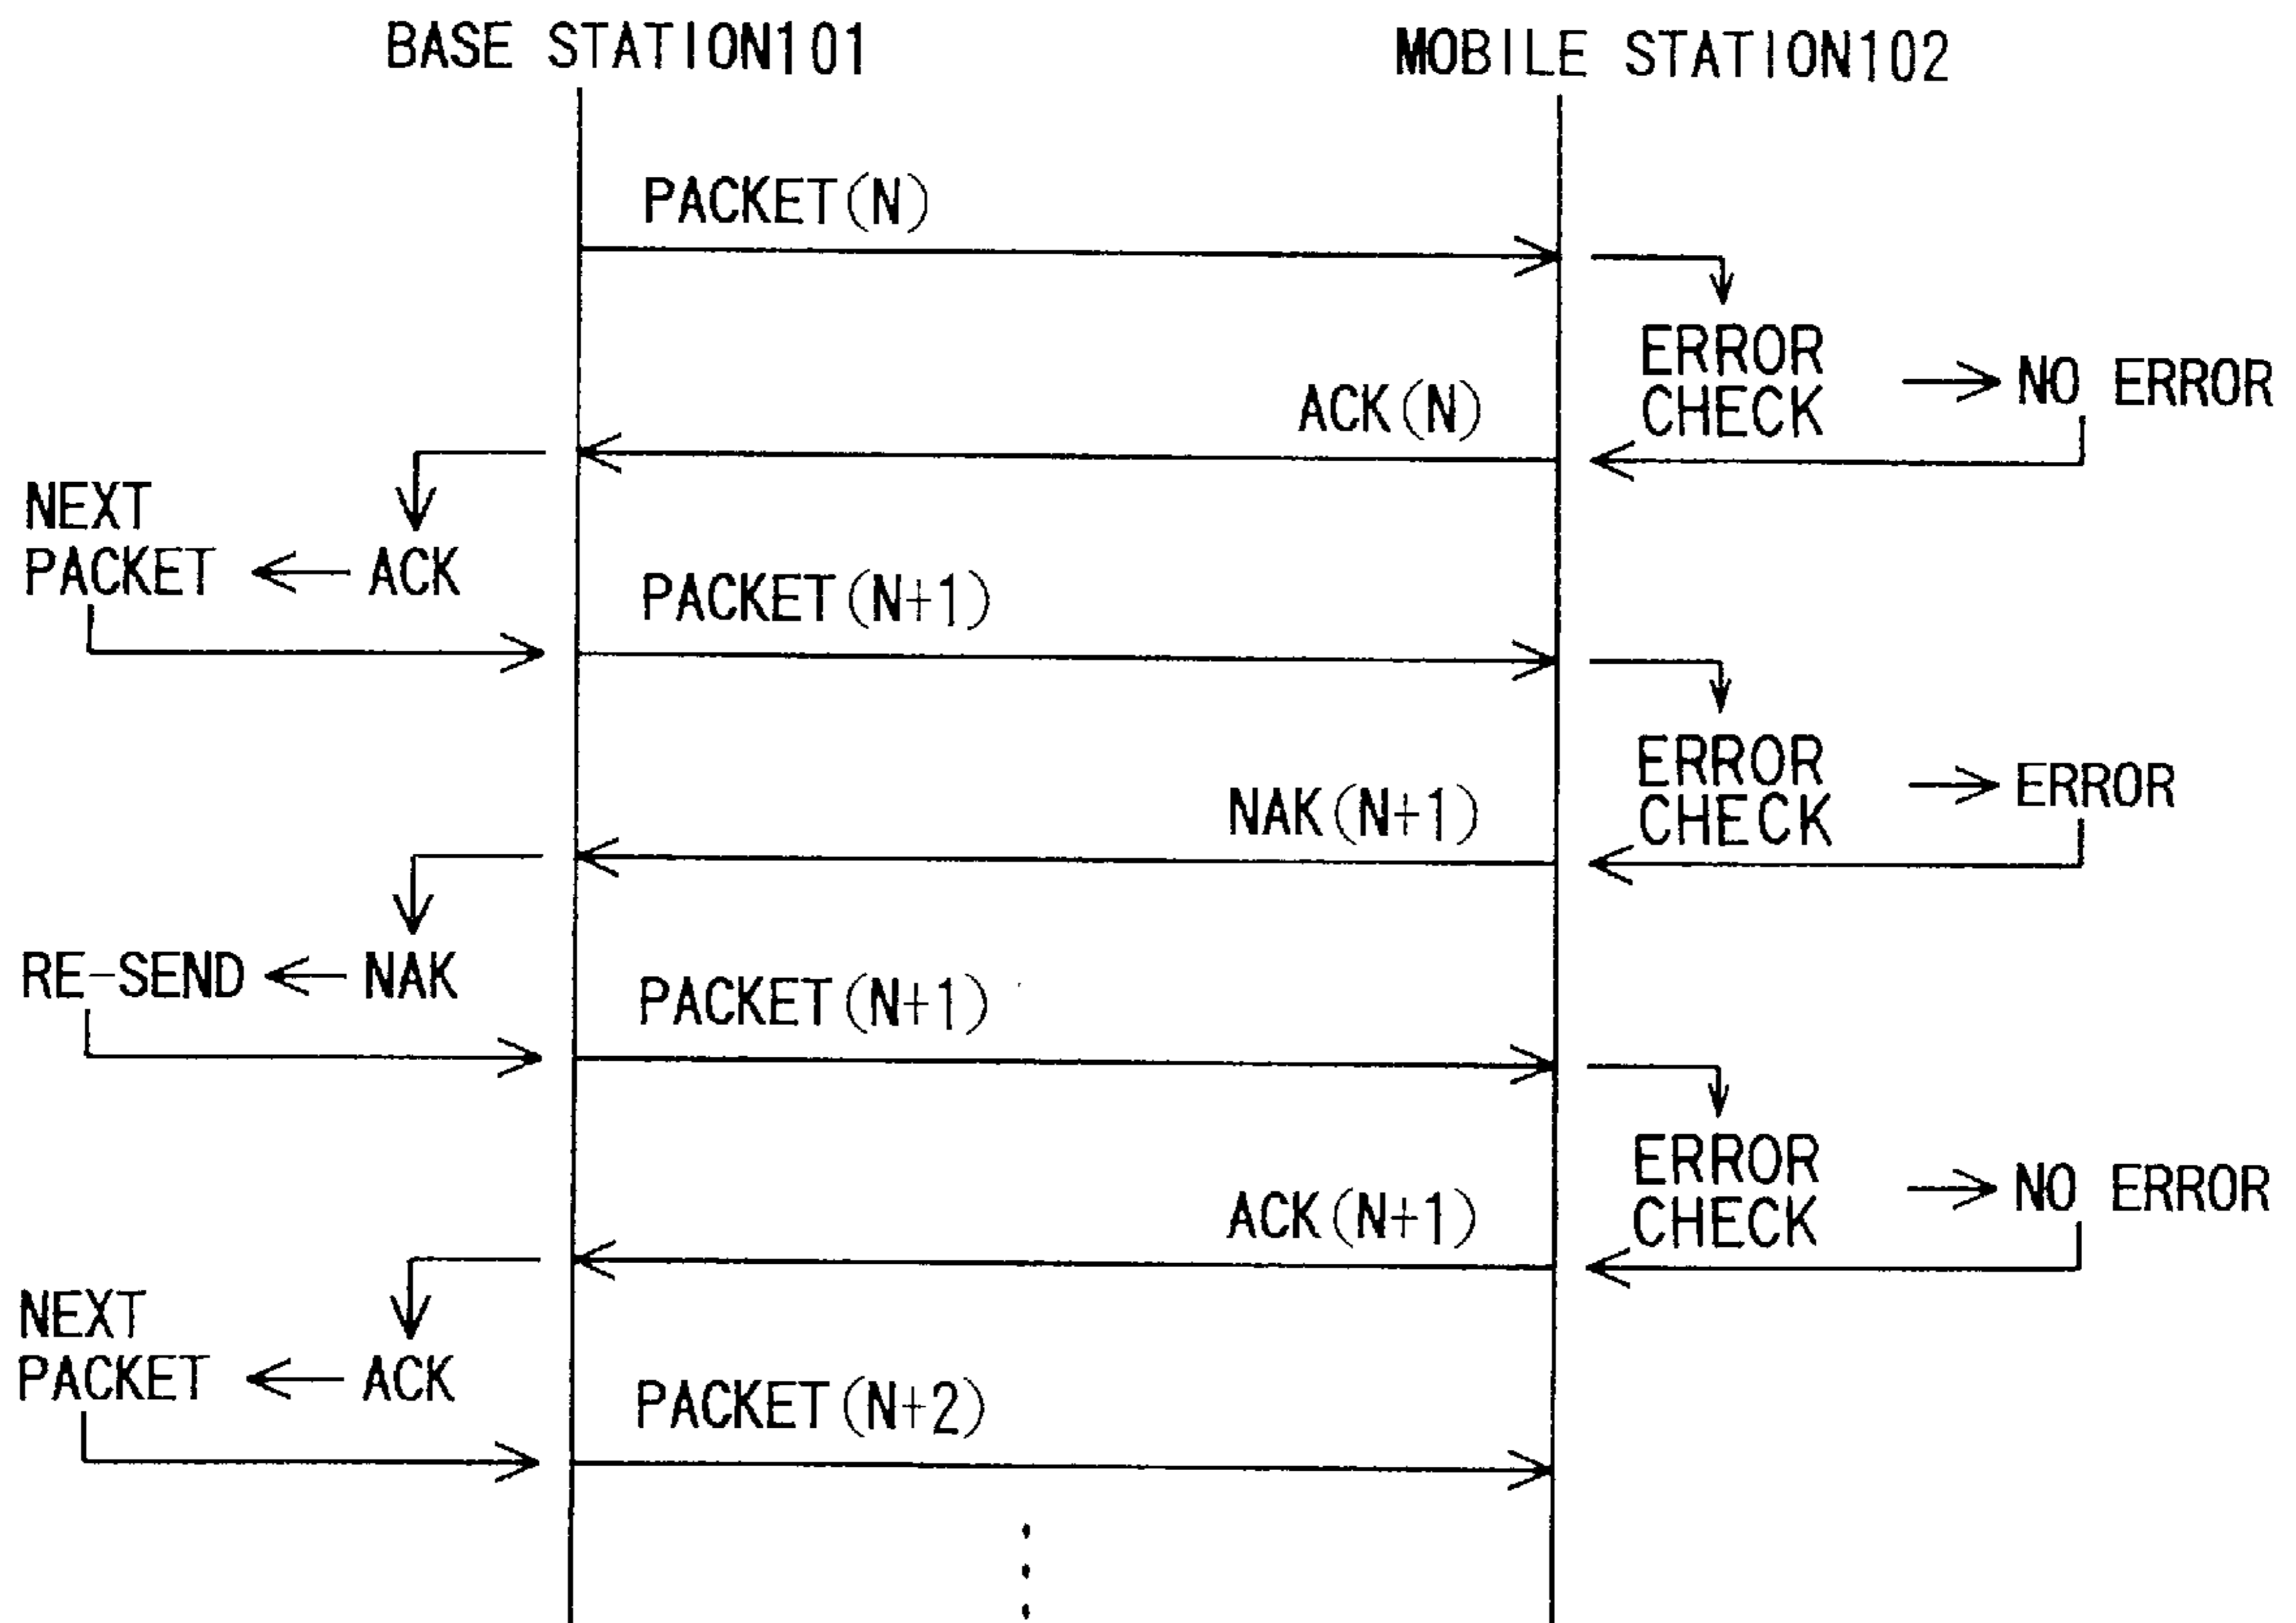 BASE STATION101
MOBILE STATION102
PACKET(N)
ERROR
CHECK
NO ERROR
ACK(N)
NEXT
PACKET
ACK
PACKET(N+1)
ERROR
CHECK
ERROR
NAK(N+1)
RE-SEND
NAK
PACKET(N+1)
ERROR
CHECK
NO ERROR
ACK(N+1)
NEXT
PACKET
ACK
PACKET(N+2)